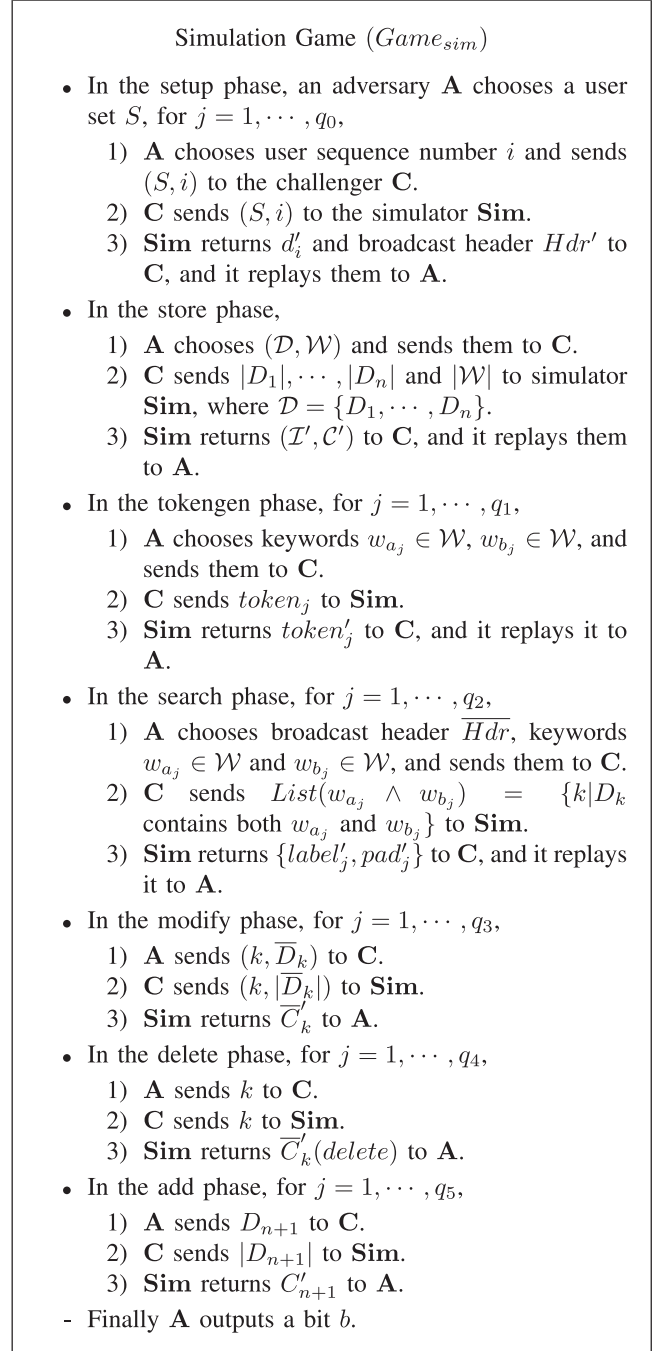 Simulation Game (Game_sim)
• In the setup phase, an adversary A chooses a user
set S, for j = 1, ⋯ , q_0,
1) A chooses user sequence number i and sends
(S, i) to the challenger C.
2) C sends (S, i) to the simulator Sim.
3) Sim returns d′_i and broadcast header Hdr′ to
C, and it replays them to A.
• In the store phase,
1) A chooses (𝒟, 𝒲) and sends them to C.
2) C sends |D_1|, ⋯ , |D_n| and |𝒲| to simulator
Sim, where 𝒟 = {D_1, ⋯ , D_n}.
3) Sim returns (ℐ′, 𝒞′) to C, and it replays them
to A.
• In the tokengen phase, for j = 1, ⋯ , q_1,
1) A chooses keywords w_{a_j} ∈ 𝒲, w_{b_j} ∈ 𝒲, and
sends them to C.
2) C sends token_j to Sim.
3) Sim returns token′_j to C, and it replays it to
A.
• In the search phase, for j = 1, ⋯ , q_2,
1) A chooses broadcast header \overline{Hdr}, keywords
w_{a_j} ∈ 𝒲 and w_{b_j} ∈ 𝒲, and sends them to C.
2) C sends List(w_{a_j} ∧ w_{b_j}) = {k|D_k
contains both w_{a_j} and w_{b_j}} to Sim.
3) Sim returns {label′_j, pad′_j} to C, and it replays
it to A.
• In the modify phase, for j = 1, ⋯ , q_3,
1) A sends (k, \overline{D}_k) to C.
2) C sends (k, |\overline{D}_k|) to Sim.
3) Sim returns \overline{C}′_k to A.
• In the delete phase, for j = 1, ⋯ , q_4,
1) A sends k to C.
2) C sends k to Sim.
3) Sim returns \overline{C}′_k(delete) to A.
• In the add phase, for j = 1, ⋯ , q_5,
1) A sends D_{n+1} to C.
2) C sends |D_{n+1}| to Sim.
3) Sim returns C′_{n+1} to A.
- Finally A outputs a bit b.